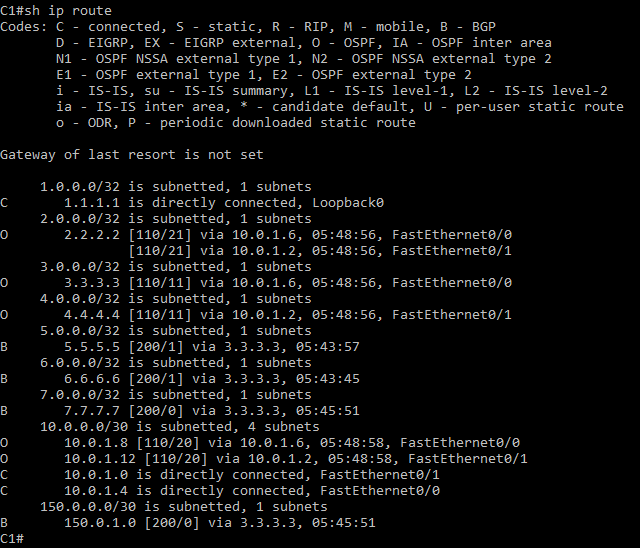 C1#sh ip route
Codes: C - connected, S - static, R - RIP, M - mobile, B - BGP
       D - EIGRP, EX - EIGRP external, O - OSPF, IA - OSPF inter area
       N1 - OSPF NSSA external type 1, N2 - OSPF NSSA external type 2
       E1 - OSPF external type 1, E2 - OSPF external type 2
       i - IS-IS, su - IS-IS summary, L1 - IS-IS level-1, L2 - IS-IS level-2
       ia - IS-IS inter area, * - candidate default, U - per-user static route
       o - ODR, P - periodic downloaded static route
Gateway of last resort is not set
     1.0.0.0/32 is subnetted, 1 subnets
C       1.1.1.1 is directly connected, Loopback0
     2.0.0.0/32 is subnetted, 1 subnets
O       2.2.2.2 [110/21] via 10.0.1.6, 05:48:56, FastEthernet0/0
                [110/21] via 10.0.1.2, 05:48:56, FastEthernet0/1
     3.0.0.0/32 is subnetted, 1 subnets
O       3.3.3.3 [110/11] via 10.0.1.6, 05:48:56, FastEthernet0/0
     4.0.0.0/32 is subnetted, 1 subnets
O       4.4.4.4 [110/11] via 10.0.1.2, 05:48:56, FastEthernet0/1
     5.0.0.0/32 is subnetted, 1 subnets
B       5.5.5.5 [200/1] via 3.3.3.3, 05:43:57
     6.0.0.0/32 is subnetted, 1 subnets
B       6.6.6.6 [200/1] via 3.3.3.3, 05:43:45
     7.0.0.0/32 is subnetted, 1 subnets
B       7.7.7.7 [200/0] via 3.3.3.3, 05:45:51
     10.0.0.0/30 is subnetted, 4 subnets
O       10.0.1.8 [110/20] via 10.0.1.6, 05:48:58, FastEthernet0/0
O       10.0.1.12 [110/20] via 10.0.1.2, 05:48:58, FastEthernet0/1
C       10.0.1.0 is directly connected, FastEthernet0/1
C       10.0.1.4 is directly connected, FastEthernet0/0
     150.0.0.0/30 is subnetted, 1 subnets
B       150.0.1.0 [200/0] via 3.3.3.3, 05:45:51
C1#